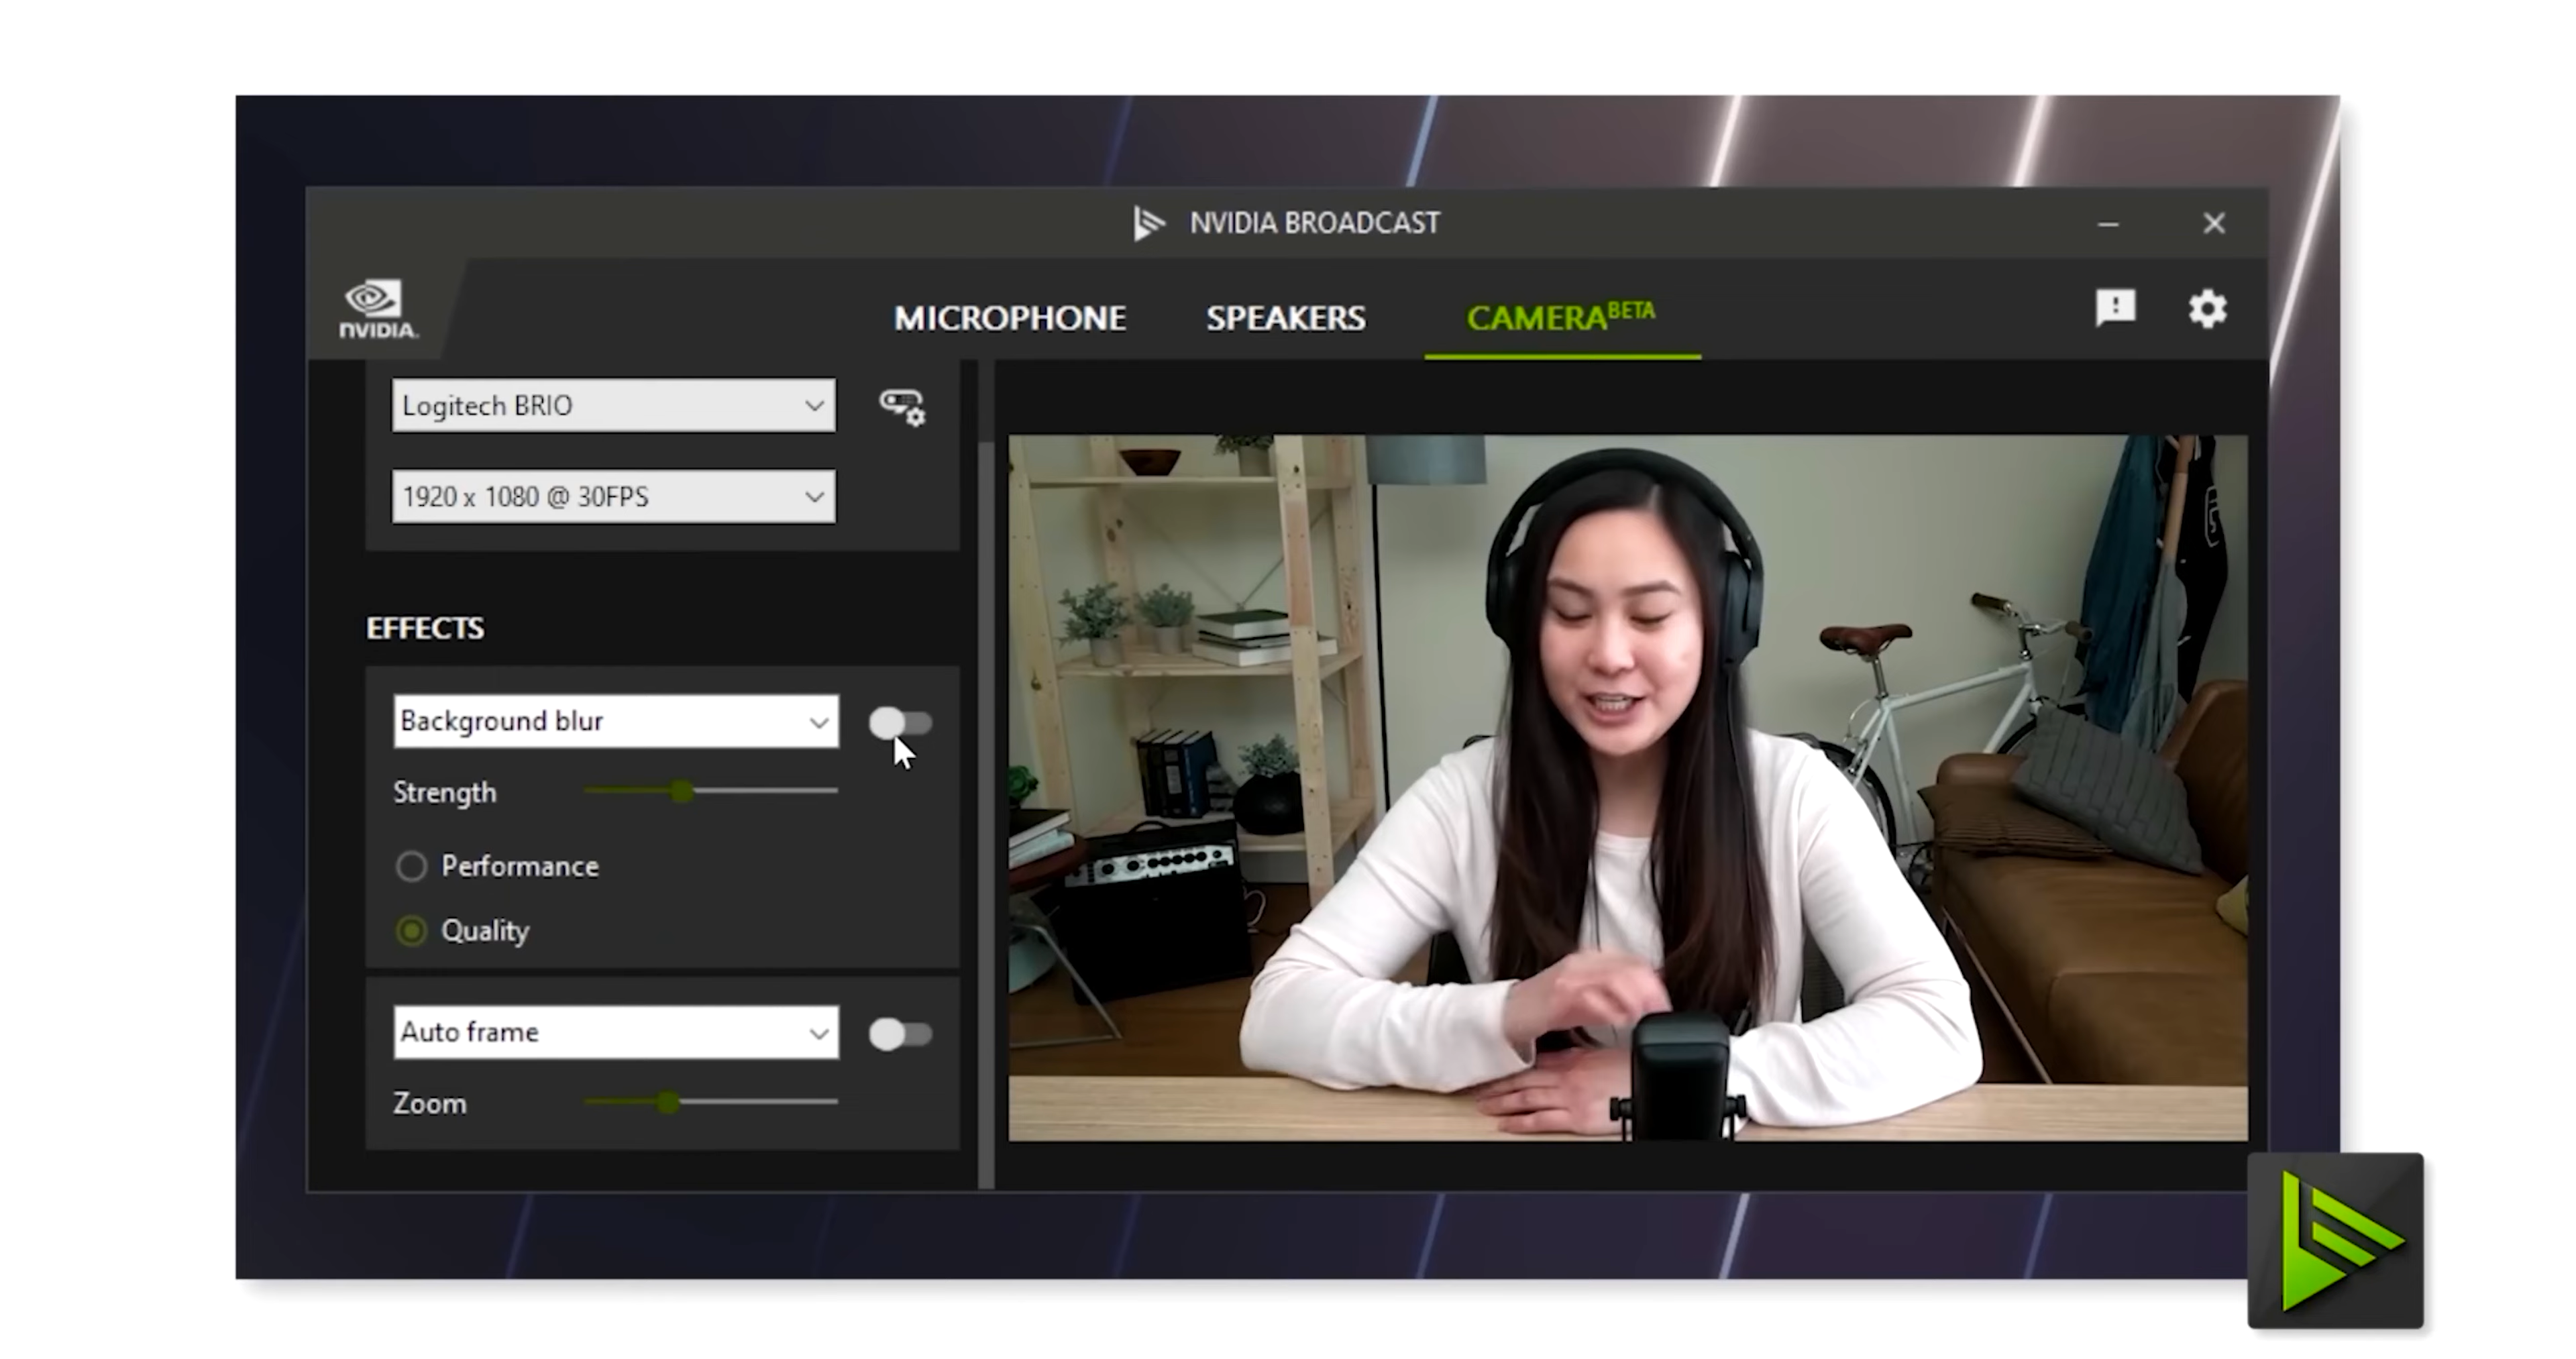 NVIDIA BROADCAST
NVIDIA.
MICROPHONE
SPEAKERS
CAMERA BETA
Logitech BRIO
1920 x 1080 @ 30FPS
EFFECTS
Background blur
Strength
Performance
Quality
Auto frame
Zoom